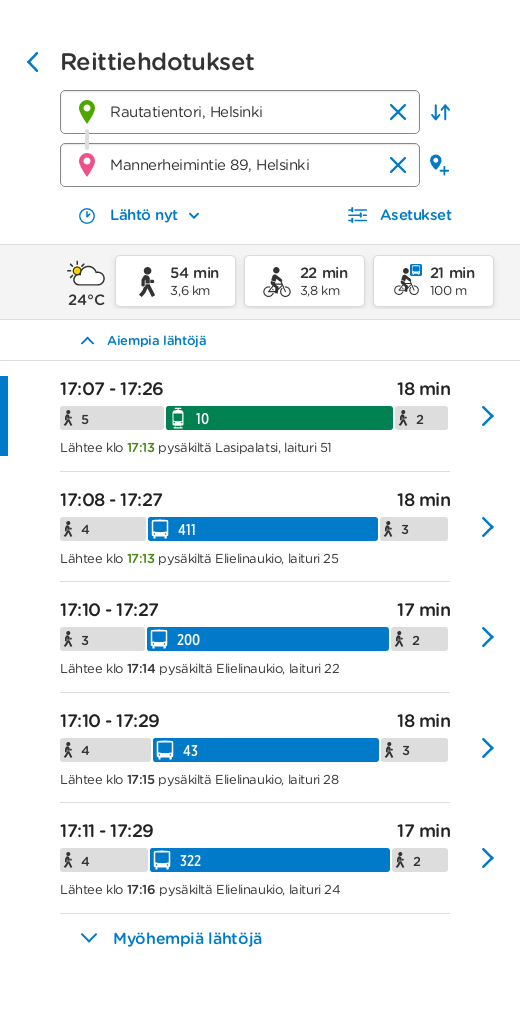 Reittiehdotukset
Rautatientori, Helsinki
Mannerheimintie 89, Helsinki
Lähtö nyt
Asetukset
24°C
54 min
3,6 km
22 min
3,8 km
21 min
100 m
Aiempia lähtöjä
17:07 - 17:26 18 min
5 10 2
Lähtee klo 17:13 pysäkiltä Lasipalatsi, laituri 51
17:08 - 17:27 18 min
4 411 3
Lähtee klo 17:13 pysäkiltä Elielinaukio, laituri 25
17:10 - 17:27 17 min
3 200 2
Lähtee klo 17:14 pysäkiltä Elielinaukio, laituri 22
17:10 - 17:29 18 min
4 43 3
Lähtee klo 17:15 pysäkiltä Elielinaukio, laituri 28
17:11 - 17:29 17 min
4 322 2
Lähtee klo 17:16 pysäkiltä Elielinaukio, laituri 24
Myöhempiä lähtöjä